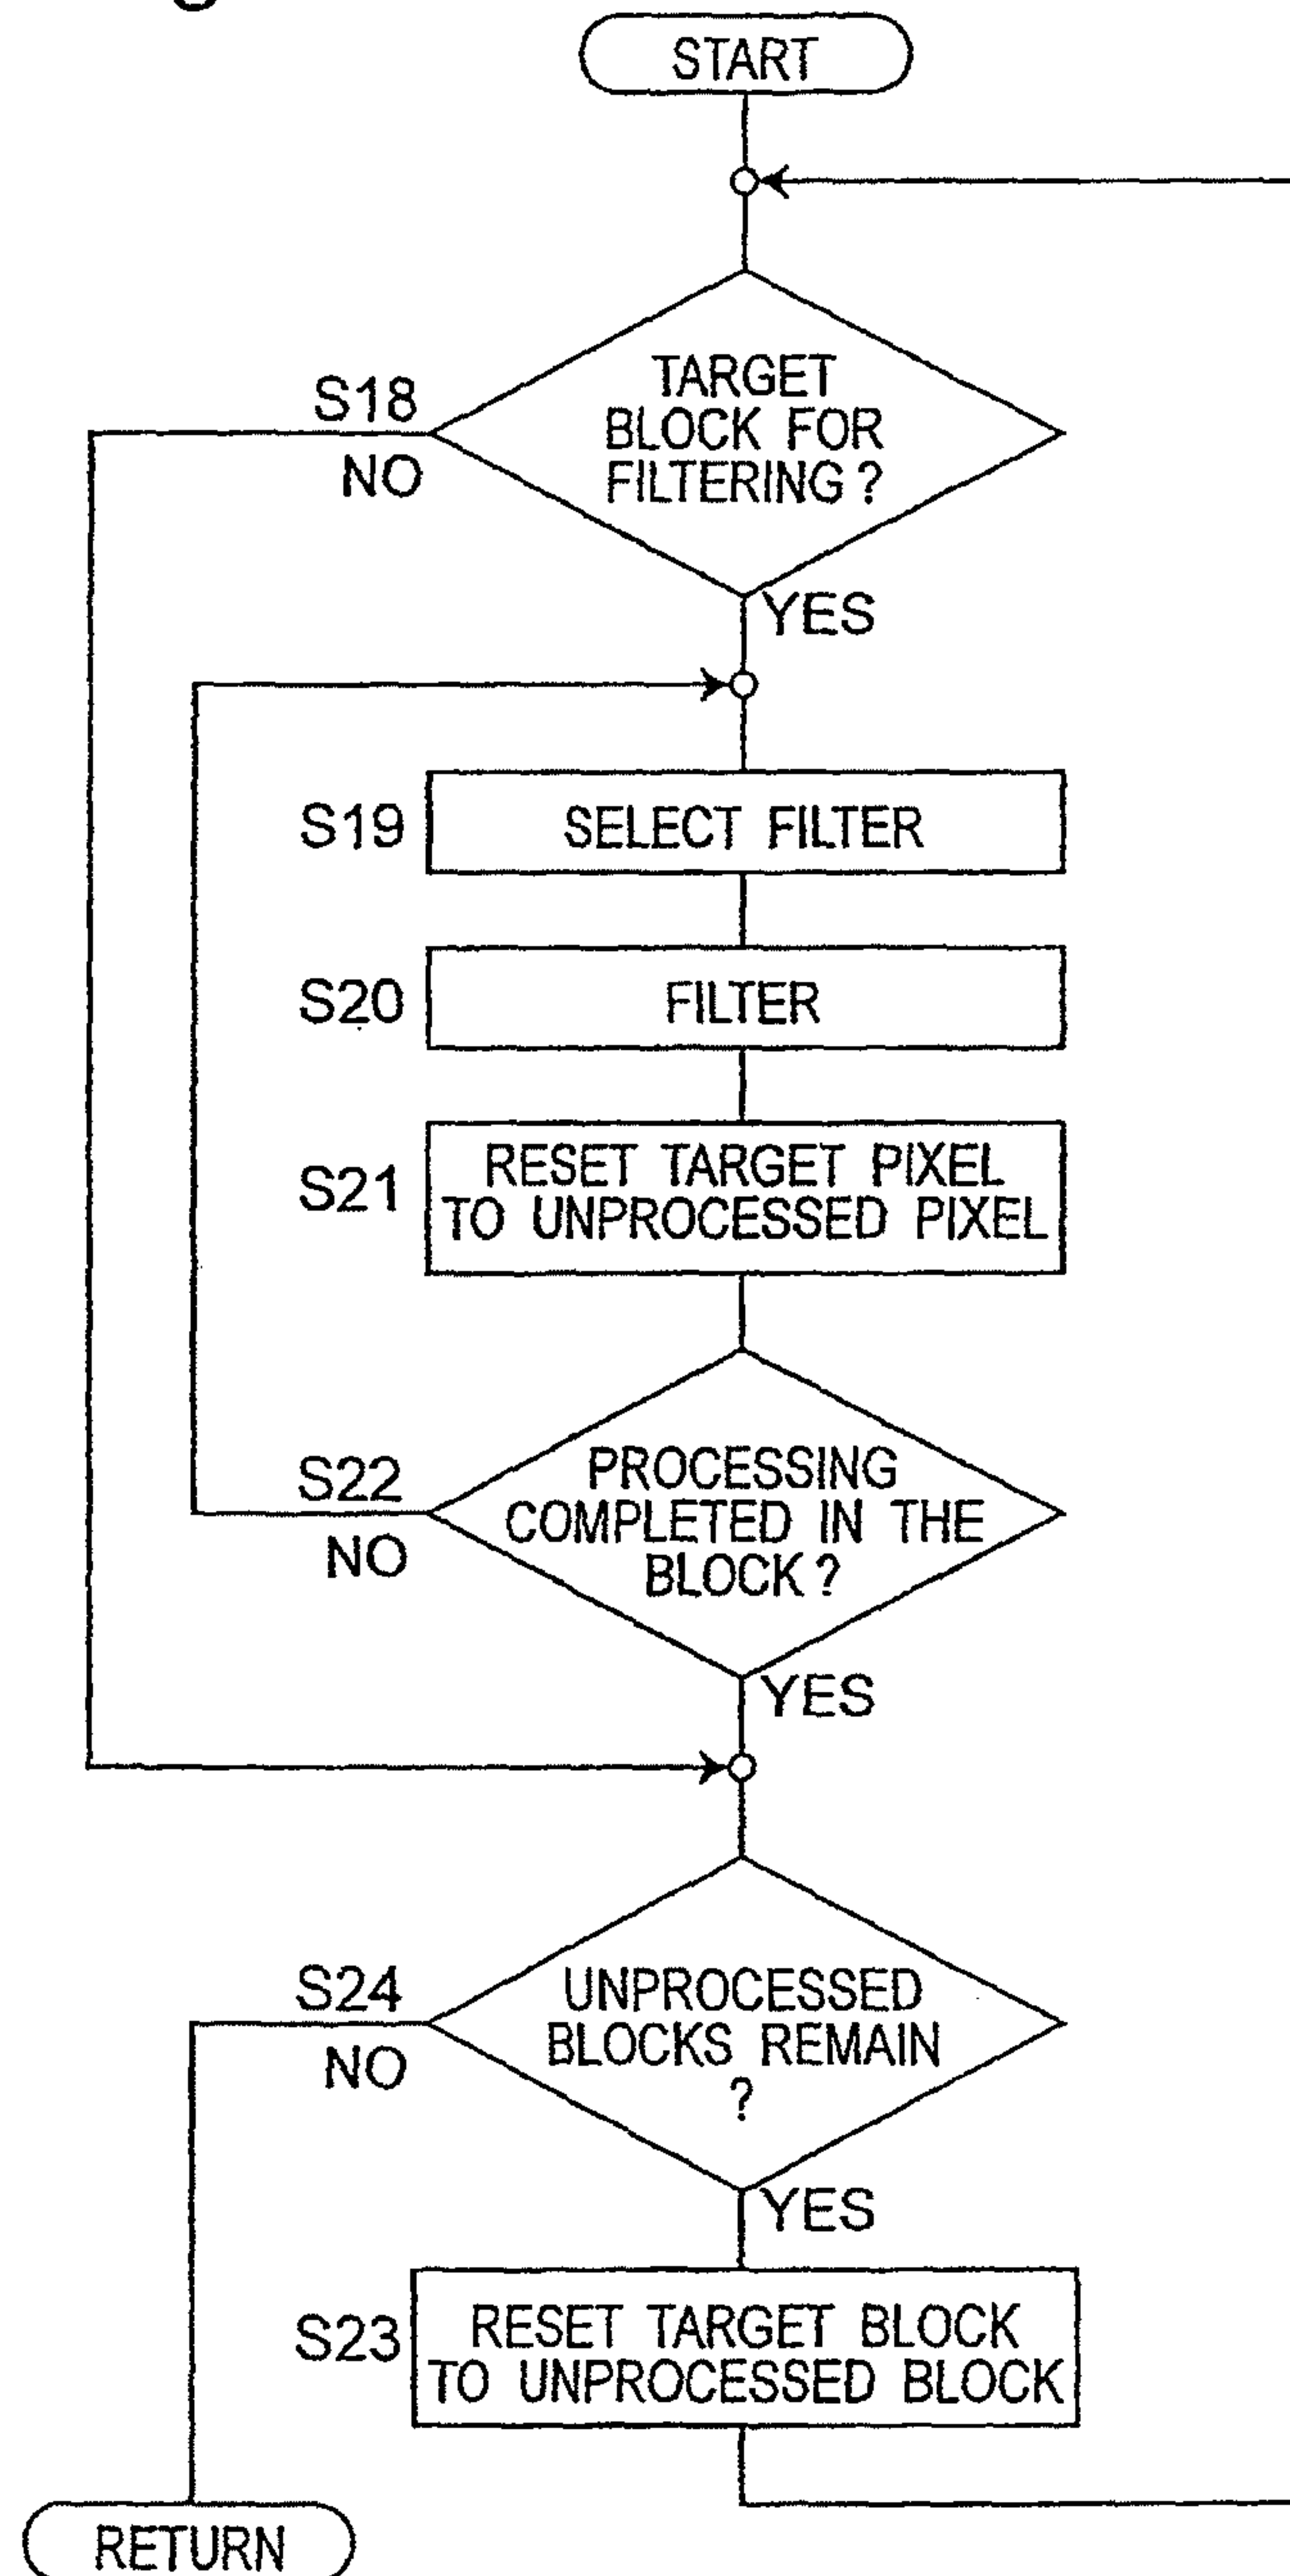 START
TARGET
BLOCK FOR
FILTERING?
S18
NO
YES
S19
SELECT FILTER
S20
FILTER
S21
RESET TARGET PIXEL
TO UNPROCESSED PIXEL
S22
NO
PROCESSING
COMPLETED IN THE
BLOCK?
YES
S24
NO
UNPROCESSED
BLOCKS REMAIN
?
YES
S23
RESET TARGET BLOCK
TO UNPROCESSED BLOCK
RETURN